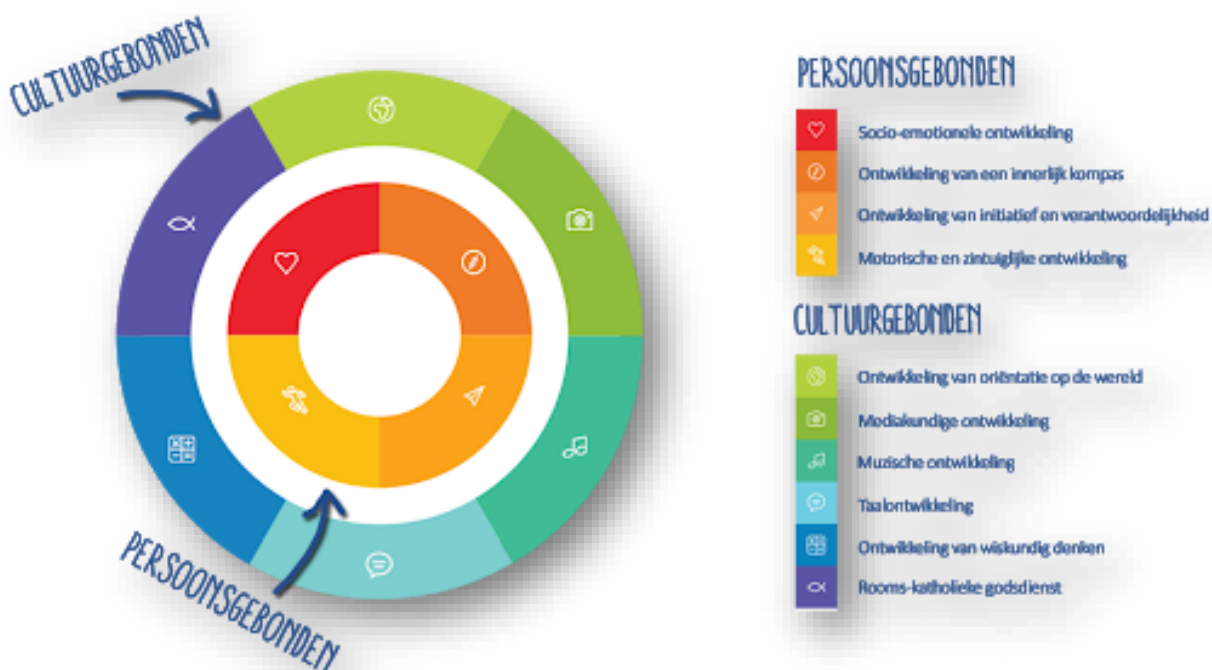 CULTUURGEBONDEN
PERSOONSGEBONDEN
PERSOONSGEBONDEN
Socio-emotionele ontwikkeling
Ontwikkeling van een innerlijk kompas
Ontwikkeling van initiatief en verantwoordelijkheid
Motorische en zintuiglijke ontwikkeling
CULTUURGEBONDEN
Ontwikkeling van oriëntatie op de wereld
Mediakundige ontwikkeling
Muzische ontwikkeling
Taalontwikkeling
Ontwikkeling van wiskundig denken
Rooms-katholieke godsdienst